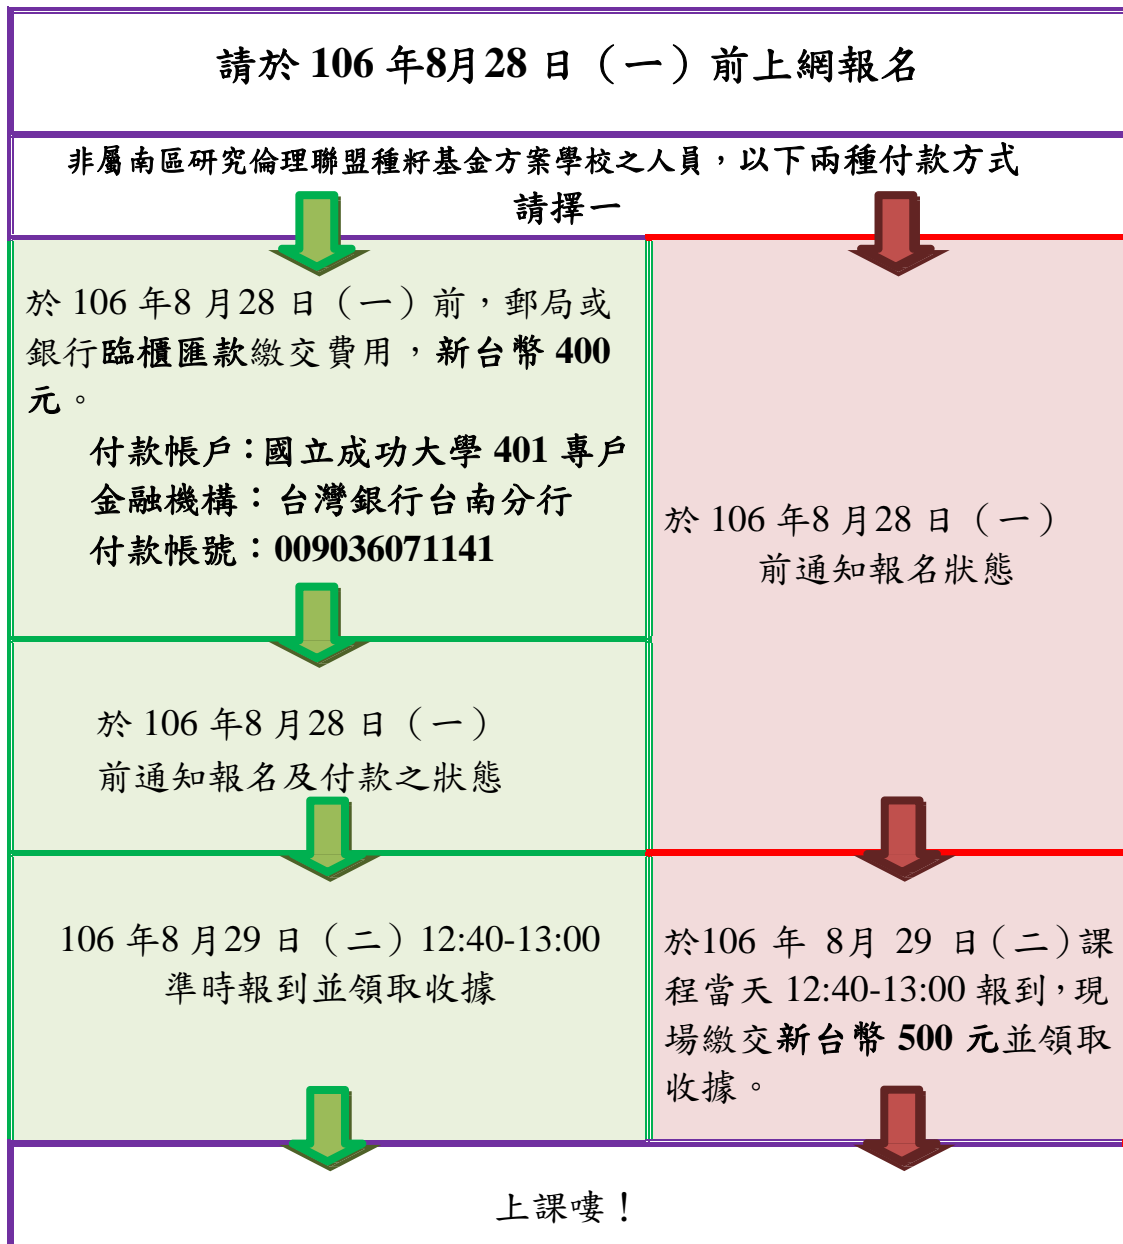 請於 106 年8月28 日（一）前上網報名
非屬南區研究倫理聯盟種籽基金方案學校之人員，以下兩種付款方式
請擇一
於 106 年8 月28 日（一）前，郵局或
銀行臨櫃匯款繳交費用，新台幣 400
元。
付款帳戶：國立成功大學 401 專戶
金融機構：台灣銀行台南分行
付款帳號：009036071141
於 106 年8 月28 日（一）
前通知報名及付款之狀態
106 年8 月29 日（二）12:40-13:00
準時報到並領取收據
於 106 年8 月28 日（一）
前通知報名狀態
於106 年 8月 29 日（二）課
程當天 12:40-13:00 報到，現
場繳交新台幣 500 元並領取
收據。
上課嘍！